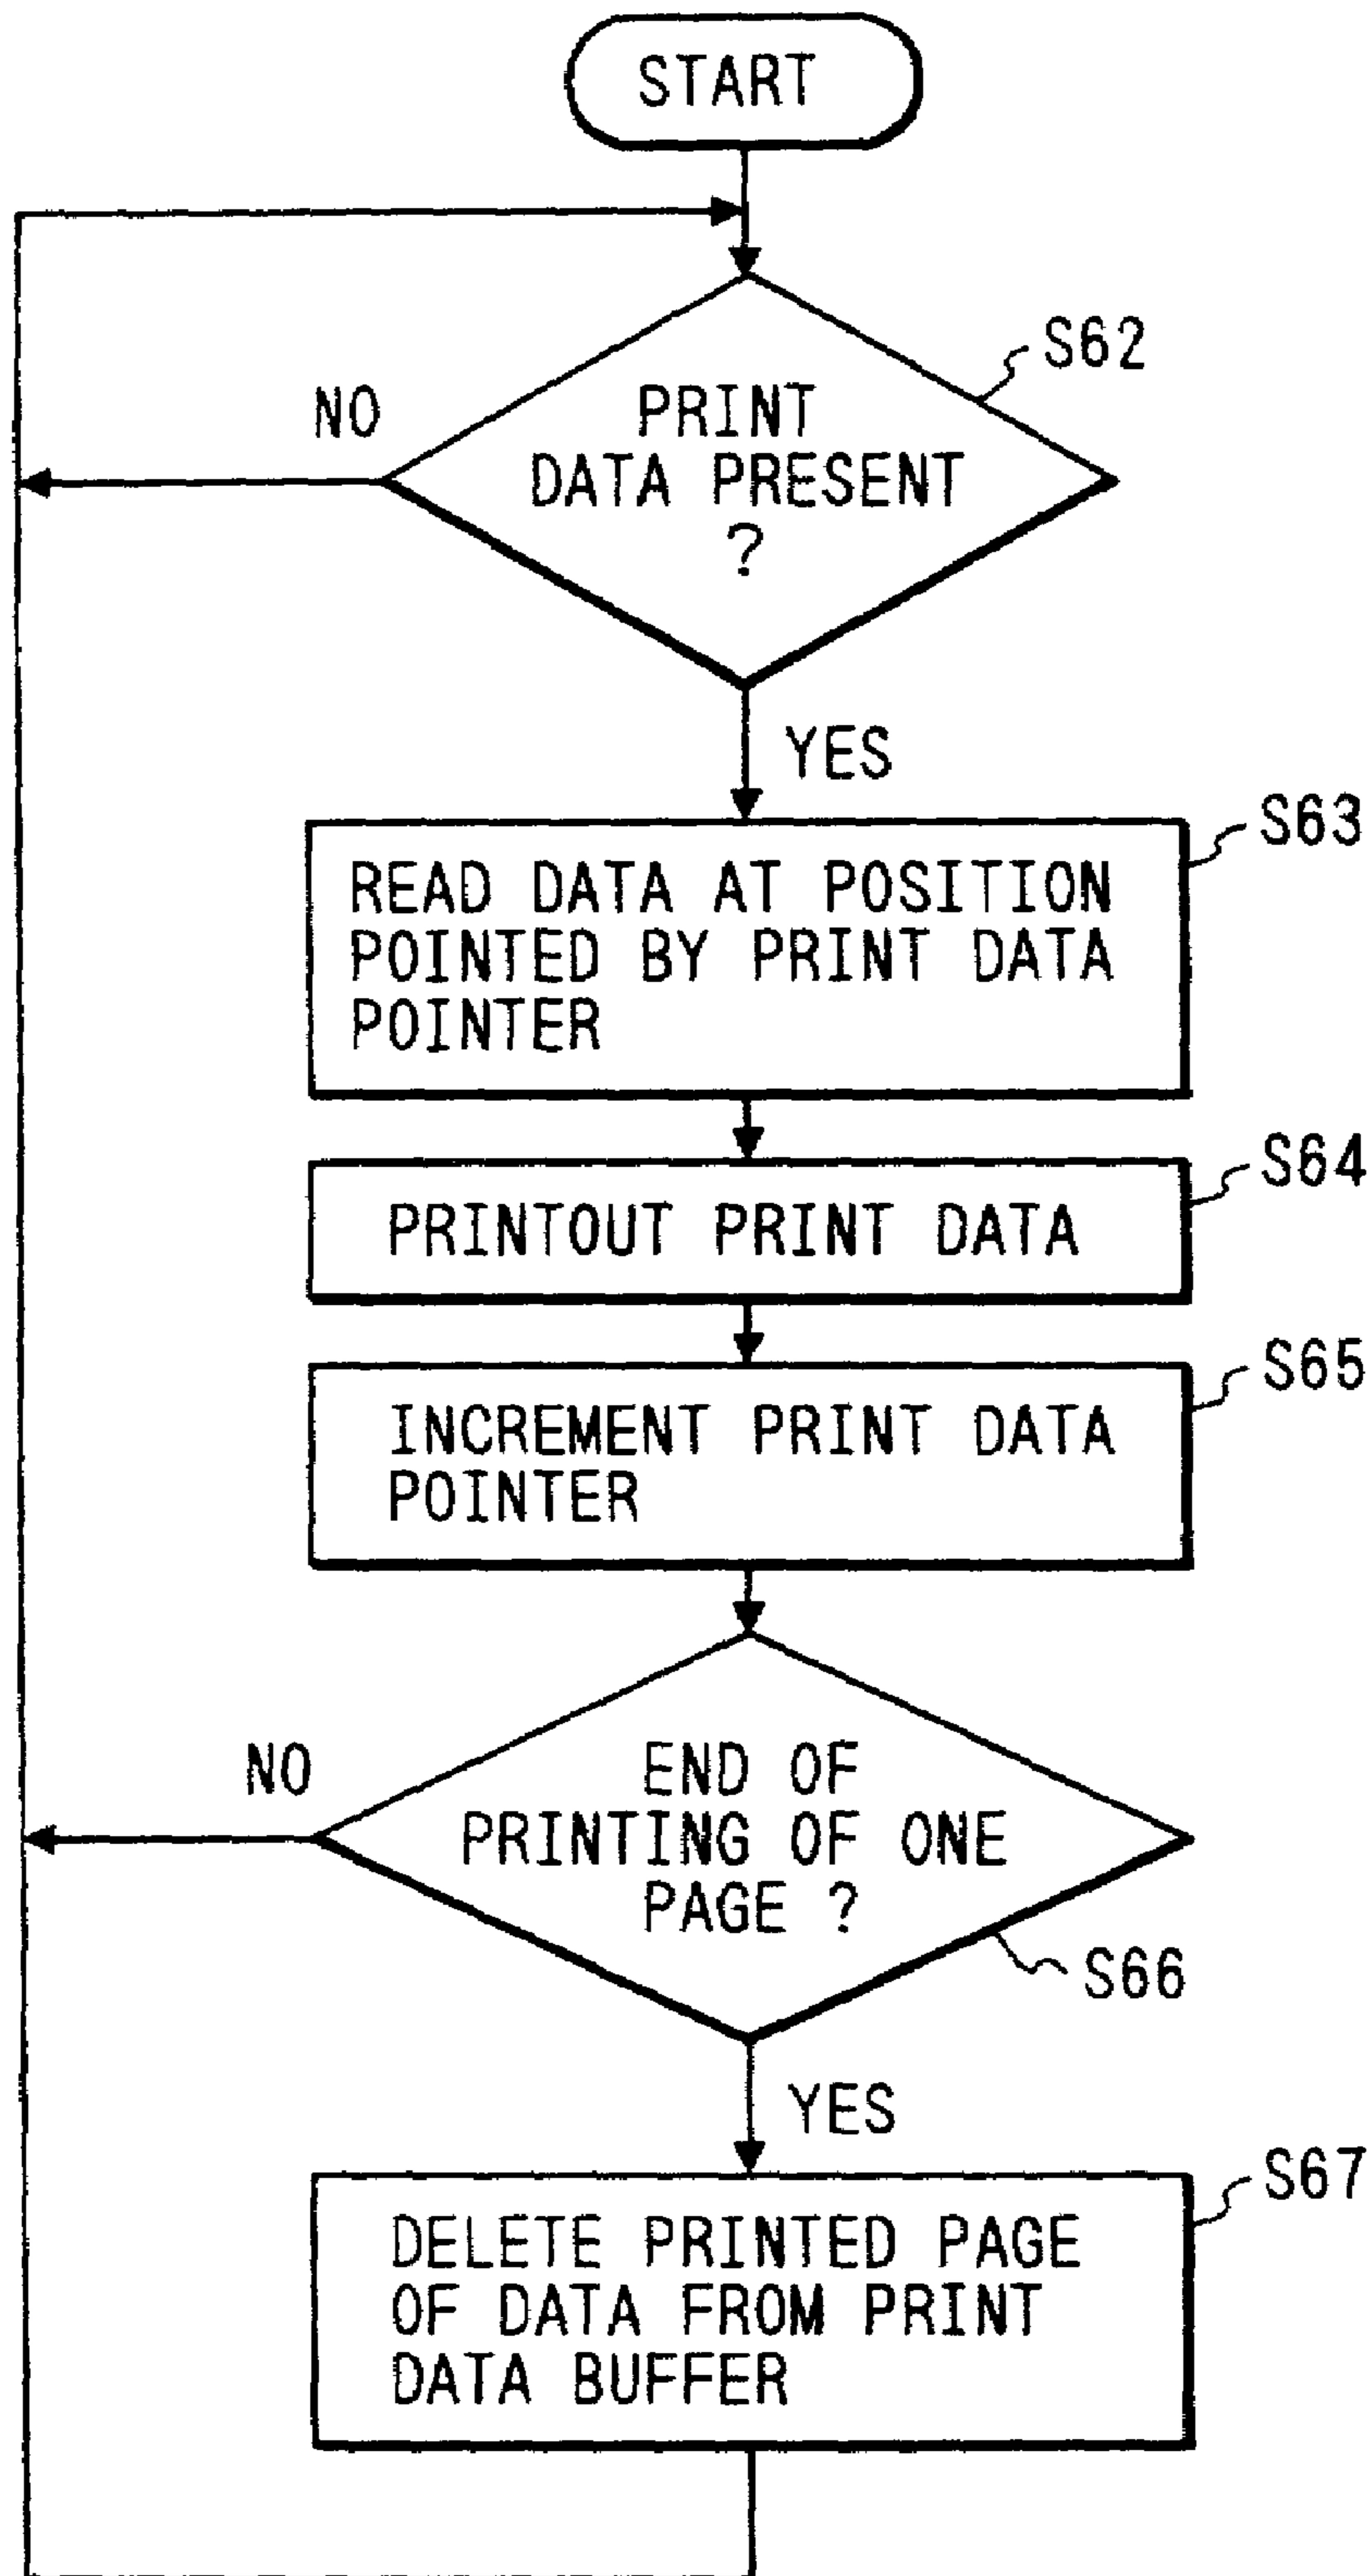 START
S62
NO
PRINT
DATA PRESENT
?
YES
S63
READ DATA AT POSITION
POINTED BY PRINT DATA
POINTER
S64
PRINTOUT PRINT DATA
S65
INCREMENT PRINT DATA
POINTER
NO
END OF
PRINTING OF ONE
PAGE ?
S66
YES
S67
DELETE PRINTED PAGE
OF DATA FROM PRINT
DATA BUFFER